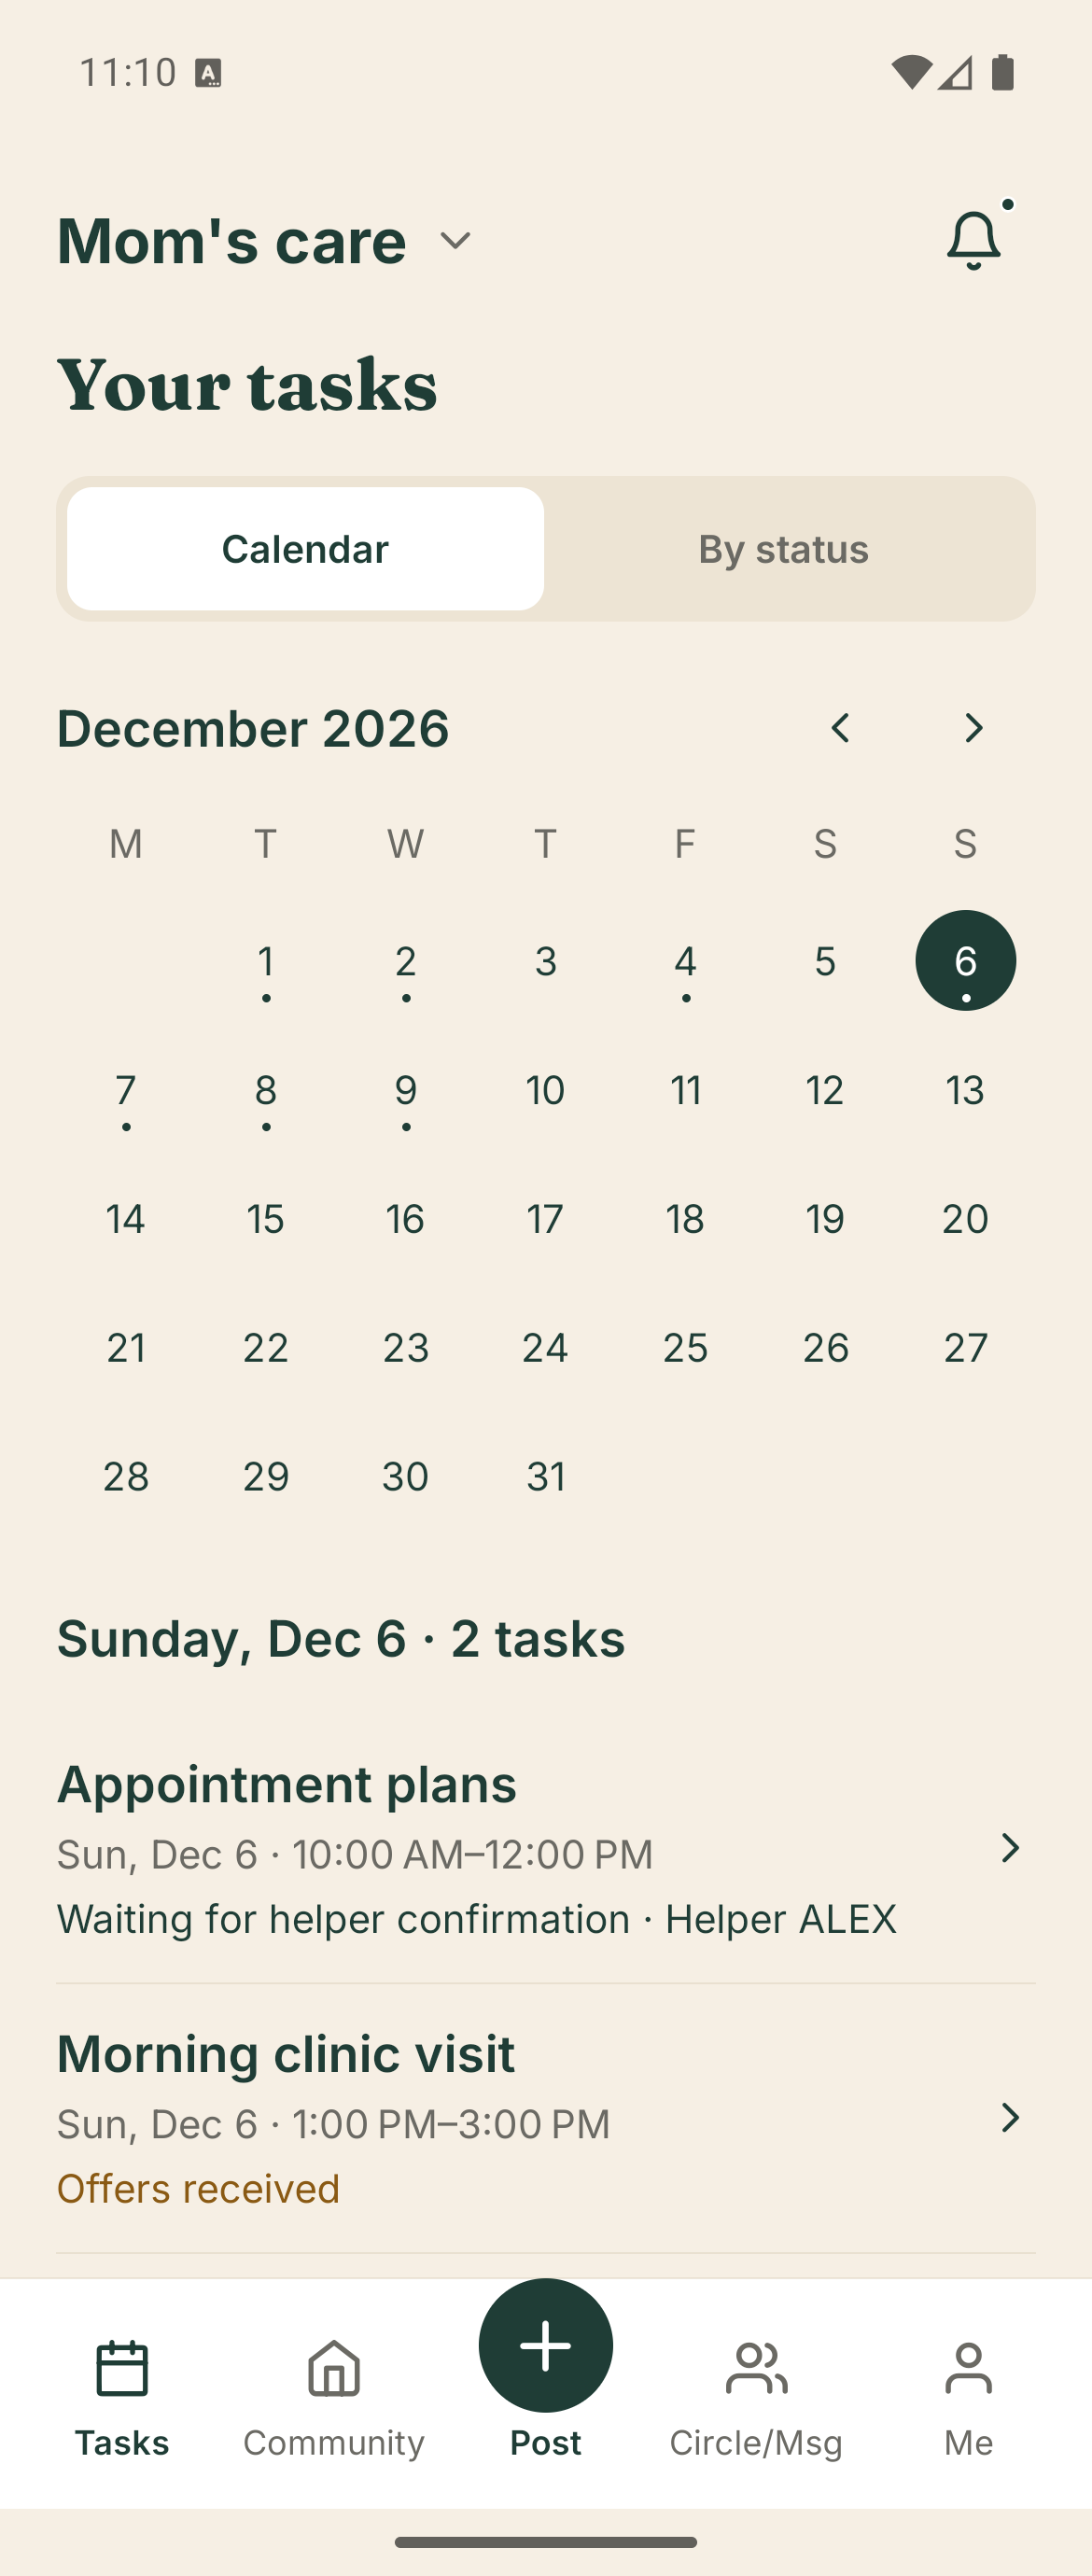 11:10
Mom's care
Your tasks
Calendar By status
December 2026
M T W T F S S
1 2 3 4 5 6
7 8 9 10 11 12 13
14 15 16 17 18 19 20
21 22 23 24 25 26 27
28 29 30 31
Sunday, Dec 6 · 2 tasks
Appointment plans
Sun, Dec 6 · 10:00 AM–12:00 PM
Waiting for helper confirmation · Helper ALEX
Morning clinic visit
Sun, Dec 6 · 1:00 PM–3:00 PM
Offers received
Tasks Community Post Circle/Msg Me